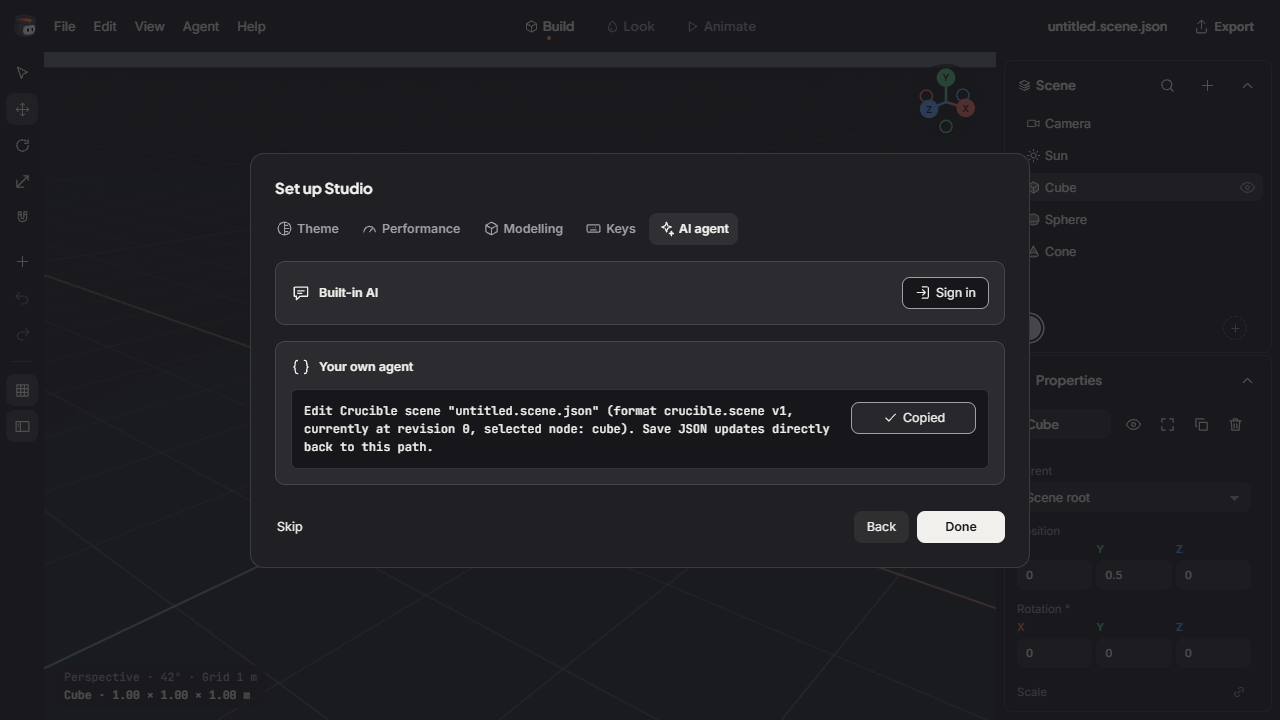 File Edit View Agent Help
Build Look Animate
untitled.scene.json Export
Scene
Camera
Sun
Cube
Sphere
Cone
Y
Z X
Set up Studio
Theme Performance Modelling Keys AI agent
Built-in AI
Sign in
Your own agent
Edit Crucible scene "untitled.scene.json" (format crucible.scene v1,
currently at revision 0, selected node: cube). Save JSON updates directly
back to this path.
Copied
Skip
Back
Done
Properties
Cube
rent
Scene root
osition
Y Z
0 0.5 0
Rotation *
X Y Z
0 0 0
Scale
Perspective · 42° · Grid 1 m
Cube · 1.00 × 1.00 × 1.00 m